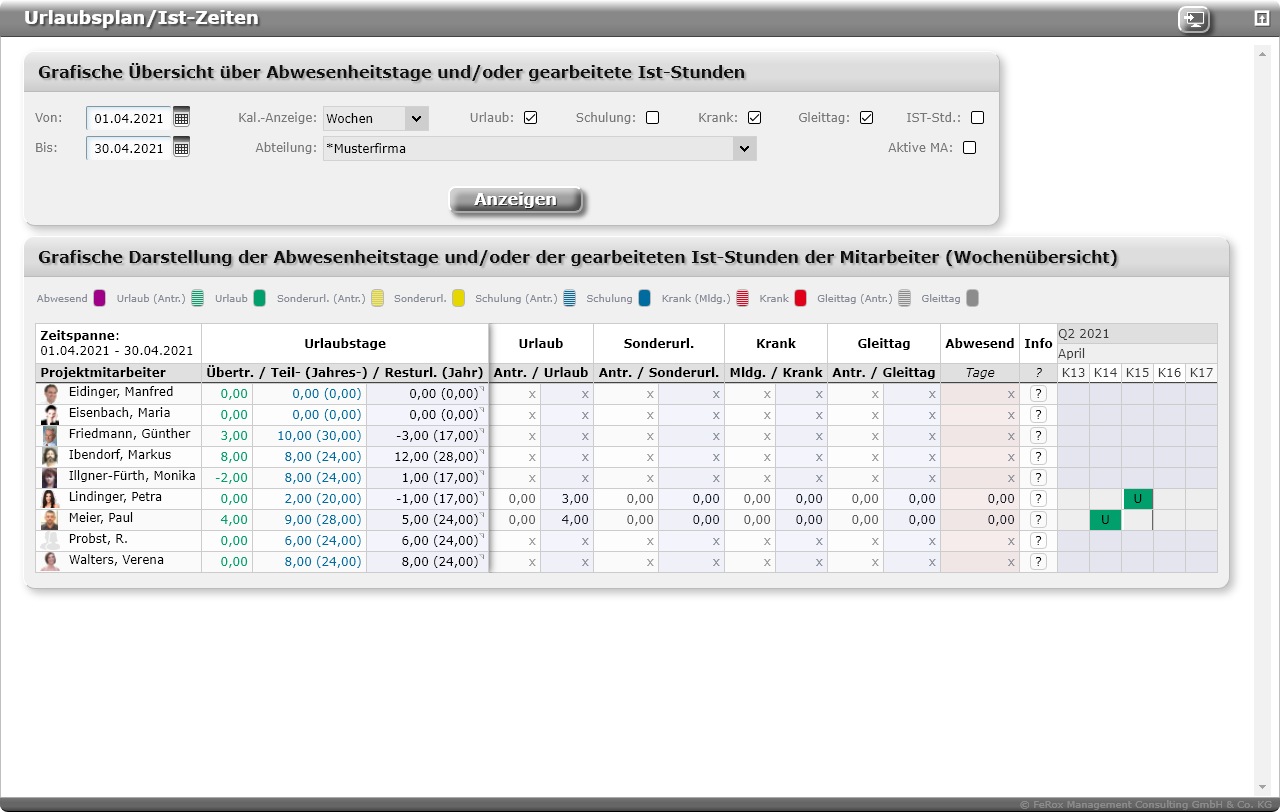 Urlaubsplan/Ist-Zeiten
Grafische Übersicht über Abwesenheitstage und/oder gearbeitete Ist-Stunden
Von: 01.04.2021 Kal.-Anzeige: Wochen Urlaub: Schulung: Krank: Gleittag: IST-Std.:
Bis: 30.04.2021 Abteilung: *Musterfirma Aktive MA:
Anzeigen
Grafische Darstellung der Abwesenheitstage und/oder der gearbeiteten Ist-Stunden der Mitarbeiter (Wochenübersicht)
Abwesend Urlaub (Antr.) Urlaub Sonderurl. (Antr.) Sonderurl. Schulung (Antr.) Schulung Krank (Mldg.) Krank Gleittag (Antr.) Gleittag
Zeitspanne: Urlaubstage Urlaub Sonderurl. Krank Gleittag Abwesend Info Q2 2021
01.04.2021 - 30.04.2021 April
Projektmitarbeiter Übertr. / Teil- (Jahres-) / Resturl. (Jahr) Antr. / Urlaub Antr. / Sonderurl. Mldg. / Krank Antr. / Gleittag Tage ? K13 K14 K15 K16 K17
Eidinger, Manfred 0,00 0,00 (0,00) 0,00 (0,00) x x x x x x x x x ?
Eisenbach, Maria 0,00 0,00 (0,00) 0,00 (0,00) x x x x x x x x x ?
Friedmann, Günther 3,00 10,00 (30,00) -3,00 (17,00) x x x x x x x x x ?
Ibendorf, Markus 8,00 8,00 (24,00) 12,00 (28,00) x x x x x x x x x ?
Illgner-Fürth, Monika -2,00 8,00 (24,00) 1,00 (17,00) x x x x x x x x x ?
Lindinger, Petra 0,00 2,00 (20,00) -1,00 (17,00) 0,00 3,00 0,00 0,00 0,00 0,00 0,00 0,00 0,00 ? U
Meier, Paul 4,00 9,00 (28,00) 5,00 (24,00) 0,00 4,00 0,00 0,00 0,00 0,00 0,00 0,00 0,00 ? U
Probst, R. 0,00 6,00 (24,00) 6,00 (24,00) x x x x x x x x x ?
Walters, Verena 0,00 8,00 (24,00) 8,00 (24,00) x x x x x x x x x ?
© FeRox Management Consulting GmbH & Co. KG